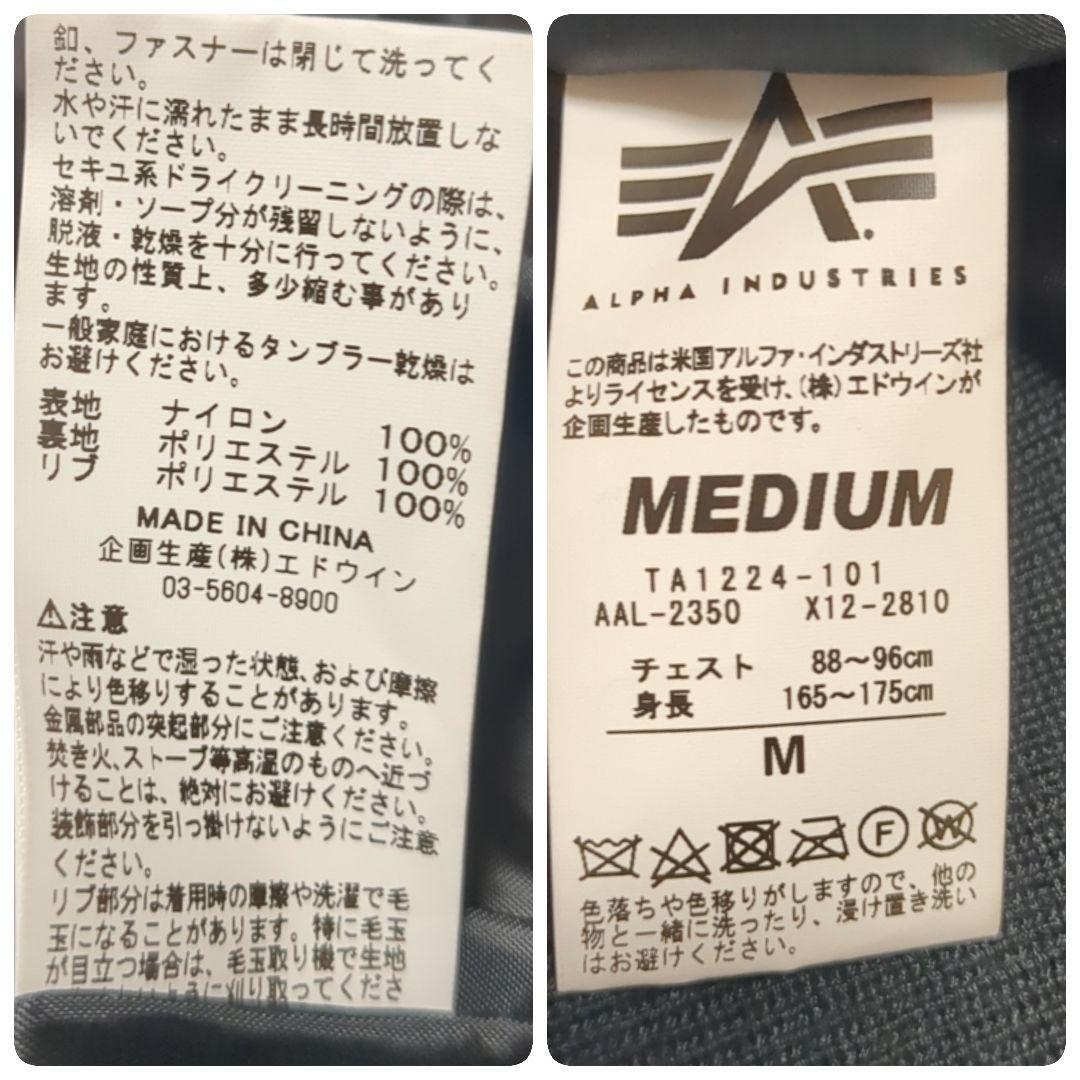 釦、ファスナーは閉じて洗ってく
ださい。
水や汗に濡れたまま長時間放置しな
いでください。
セキユ系ドライクリーニングの際は、
溶剤・ソープ分が残留しないように、
脱液・乾燥を十分に行ってください。
生地の性質上、多少縮む事があり
ます。
一般家庭におけるタンブラー乾燥は
お避けください。
表地 ナイロン 100%
裏地 ポリエステル 100%
リブ ポリエステル 100%
MADE IN CHINA
企画生産(株)エドウイン
03-5604-8900
⚠注意
汗や雨などで湿った状態、および摩擦
により色移りすることがあります。
金属部品の突起部分にご注意ください。
焚き火、ストーブ等高温のものへ近づ
けることは、絶対にお避けください。
装飾部分を引っ掛けないようにご注意
ください。
リブ部分は着用時の摩擦や洗濯で毛
玉になることがあります。特に毛玉
が目立つ場合は、毛玉取り機で生地
ように刈り取ってくださ
ALPHA INDUSTRIES
この商品は米国アルファ・インダストリーズ社
よりライセンスを受け、(株)エドウインが
企画生産したものです。
MEDIUM
TA1224-101
AAL-2350 X12-2810
チェスト 88〜96cm
身長 165〜175cm
M
F W
色落ちや色移りがしますので、他の
物と一緒に洗ったり、浸け置き洗い
はお避けください。